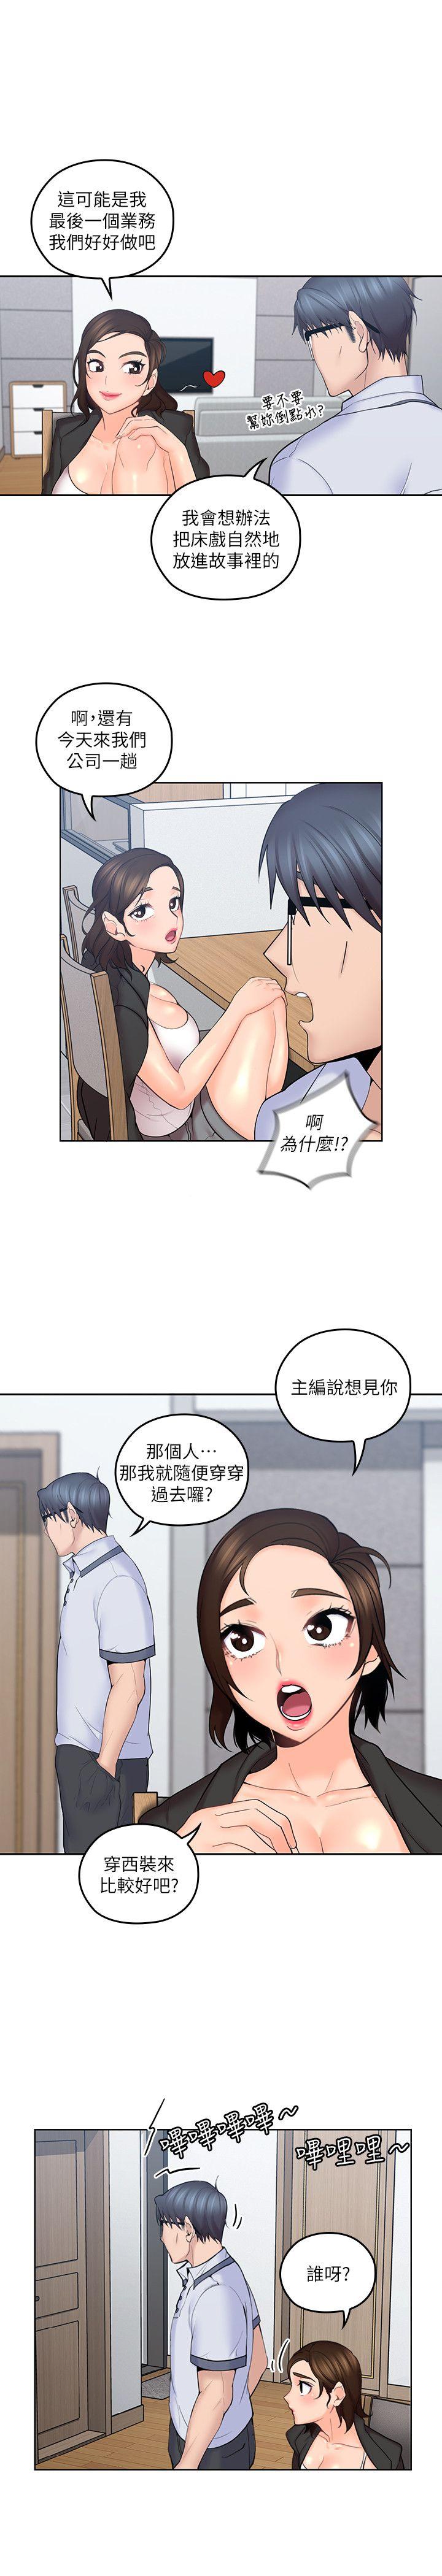 這可能是我
最後一個業務
我們好好做吧
要不要
幫妳倒點水?
我會想辦法
把床戲自然地
放進故事裡的
啊,還有
今天來我們
公司一趟
啊
為什麼!?
主編說想見你
那個人…
那我就隨便穿穿
過去囉?
穿西裝來
比較好吧?
嗶嗶嗶嗶~
嗶哩哩~
誰呀?